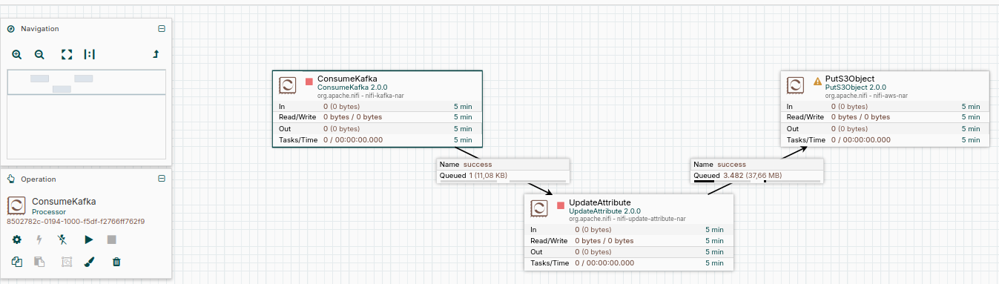 Navigation
Operation
ConsumeKafka
Processor
8502782c-0194-1000-f5df-f2766ff762f9
ConsumeKafka
ConsumeKafka 2.0.0
org.apache.nifi - nifi-kafka-nar
In 0 (0 bytes) 5 min
Read/Write 0 bytes / 0 bytes 5 min
Out 0 (0 bytes) 5 min
Tasks/Time 0 / 00:00:00.000 5 min
Name success
Queued 1 (11,08 KB)
UpdateAttribute
UpdateAttribute 2.0.0
org.apache.nifi - nifi-update-attribute-nar
In 0 (0 bytes) 5 min
Read/Write 0 bytes / 0 bytes 5 min
Out 0 (0 bytes) 5 min
Tasks/Time 0 / 00:00:00.000 5 min
Name success
Queued 3.482 (37,66 MB)
PutS3Object
PutS3Object 2.0.0
org.apache.nifi - nifi-aws-nar
In 0 (0 bytes) 5 min
Read/Write 0 bytes / 0 bytes 5 min
Out 0 (0 bytes) 5 min
Tasks/Time 0 / 00:00:00.000 5 min